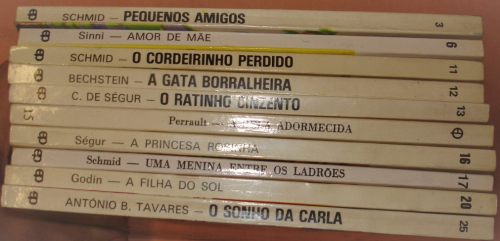 SCHMID — PEQUENOS AMIGOS 3
Sinni — AMOR DE MÃE 6
SCHMID — O CORDEIRINHO PERDIDO 11
BECHSTEIN — A GATA BORRALHEIRA 12
C. DE SÉGUR — O RATINHO CINZENTO 13
15 Perrault — A ADORMECIDA
Ségur — A PRINCESA ROSINHA 16
Schmid — UMA MENINA ENTRE OS LADRÕES 17
Godin — A FILHA DO SOL 20
ANTÓNIO B. TAVARES — O SONHO DA CARLA 25